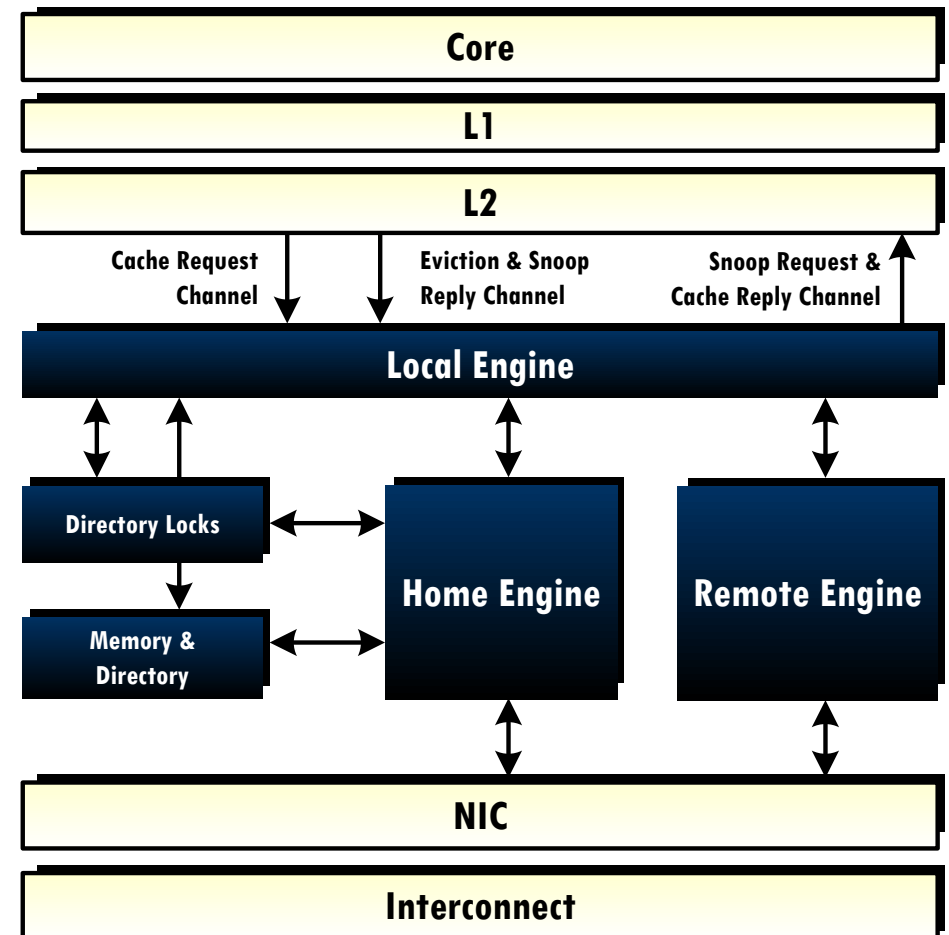 Core
L1
L2
Cache Request
Channel
Eviction & Snoop
Reply Channel
Snoop Request &
Cache Reply Channel
Local Engine
Directory Locks
Home Engine
Remote Engine
Memory &
Directory
NIC
Interconnect